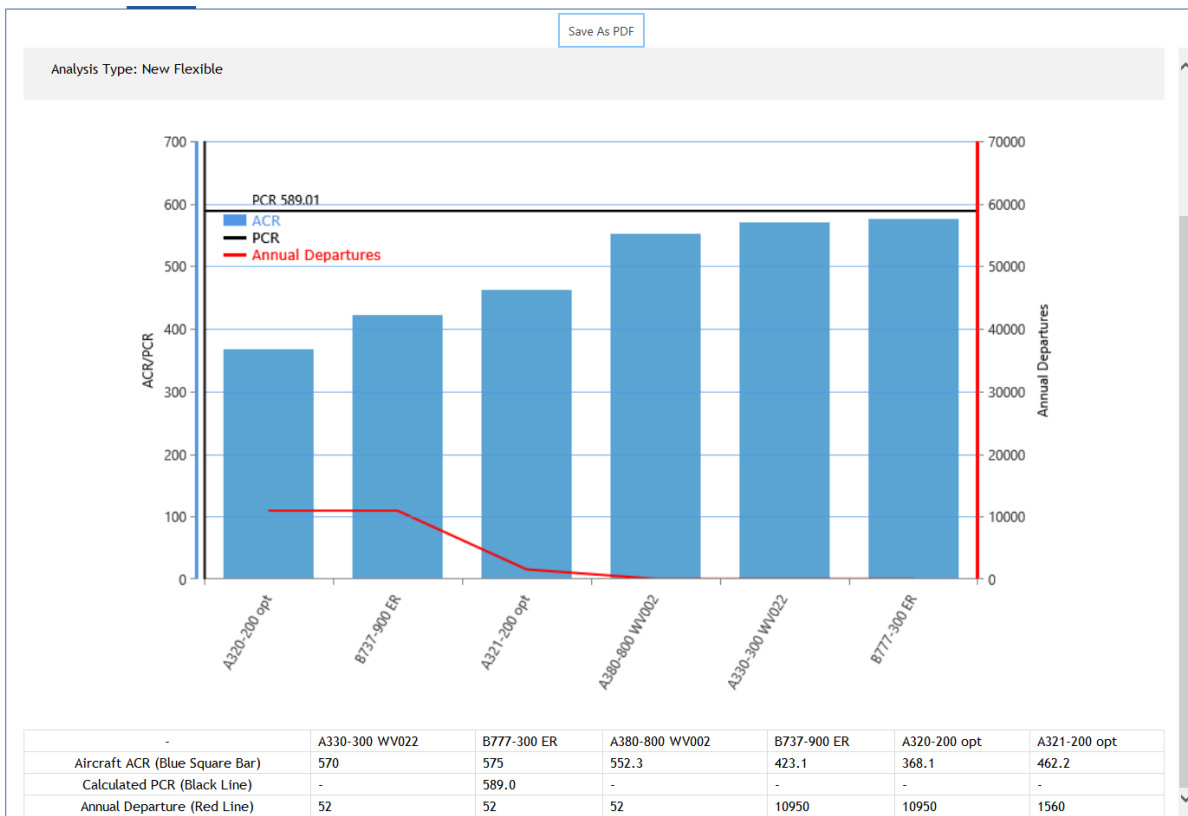 Save As PDF
Analysis Type: New Flexible
700
600
500
400
300
200
100
0
ACR/PCR
PCR 589.01
ACR
PCR
Annual Departures
70000
60000
50000
40000
30000
20000
10000
0
Annual Departures
A320-200 opt
B737-900 ER
A321-200 opt
A380-800 WV002
A330-300 WV022
B777-300 ER
- A330-300 WV022 B777-300 ER A380-800 WV002 B737-900 ER A320-200 opt A321-200 opt
Aircraft ACR (Blue Square Bar) 570 575 552.3 423.1 368.1 462.2
Calculated PCR (Black Line) - 589.0 - - - -
Annual Departure (Red Line) 52 52 52 10950 10950 1560